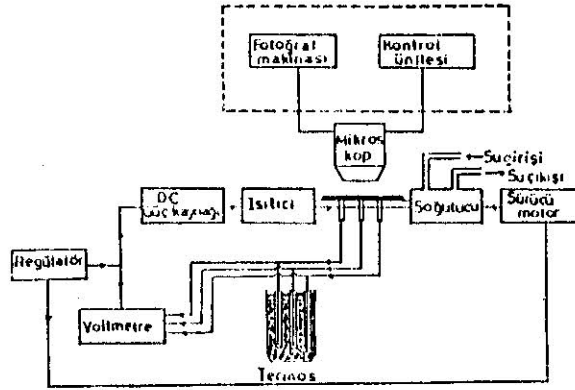 Fotoğraf
makinası
Kontrol
ünitesi
Mikros
kop
Su girişi
Su çıkışı
DC
güç kaynağı
Isıtıcı
Soğutucu
Sürücü
motor
Regülatör
Voltmetre
Termos